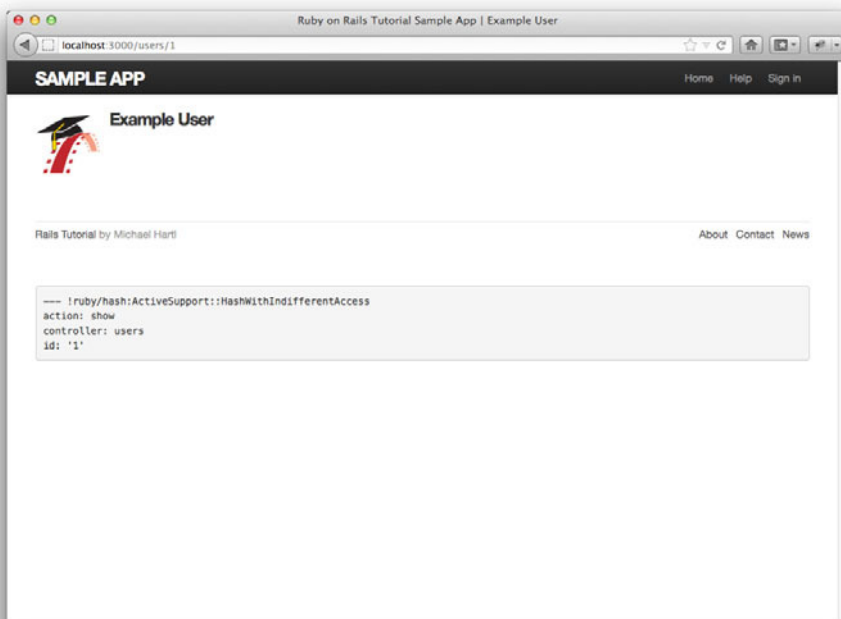 Ruby on Rails Tutorial Sample App | Example User
localhost:3000/users/1
SAMPLE APP
Home Help Sign in
Example User
Rails Tutorial by Michael Hartl
About Contact News
--- !ruby/hash:ActiveSupport::HashWithIndifferentAccess
action: show
controller: users
id: '1'